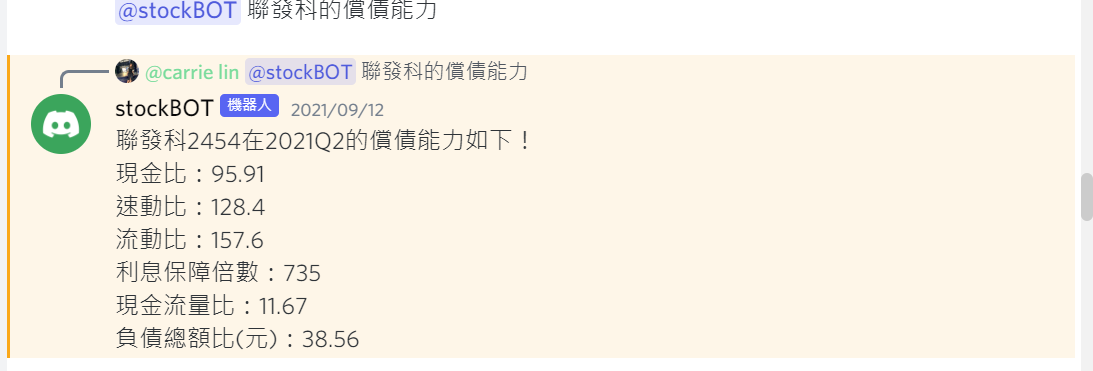 @stockBOT 聯發科的償債能力
@carrie lin @stockBOT 聯發科的償債能力
stockBOT 機器人 2021/09/12
聯發科2454在2021Q2的償債能力如下！
現金比：95.91
速動比：128.4
流動比：157.6
利息保障倍數：735
現金流量比：11.67
負債總額比(元)：38.56